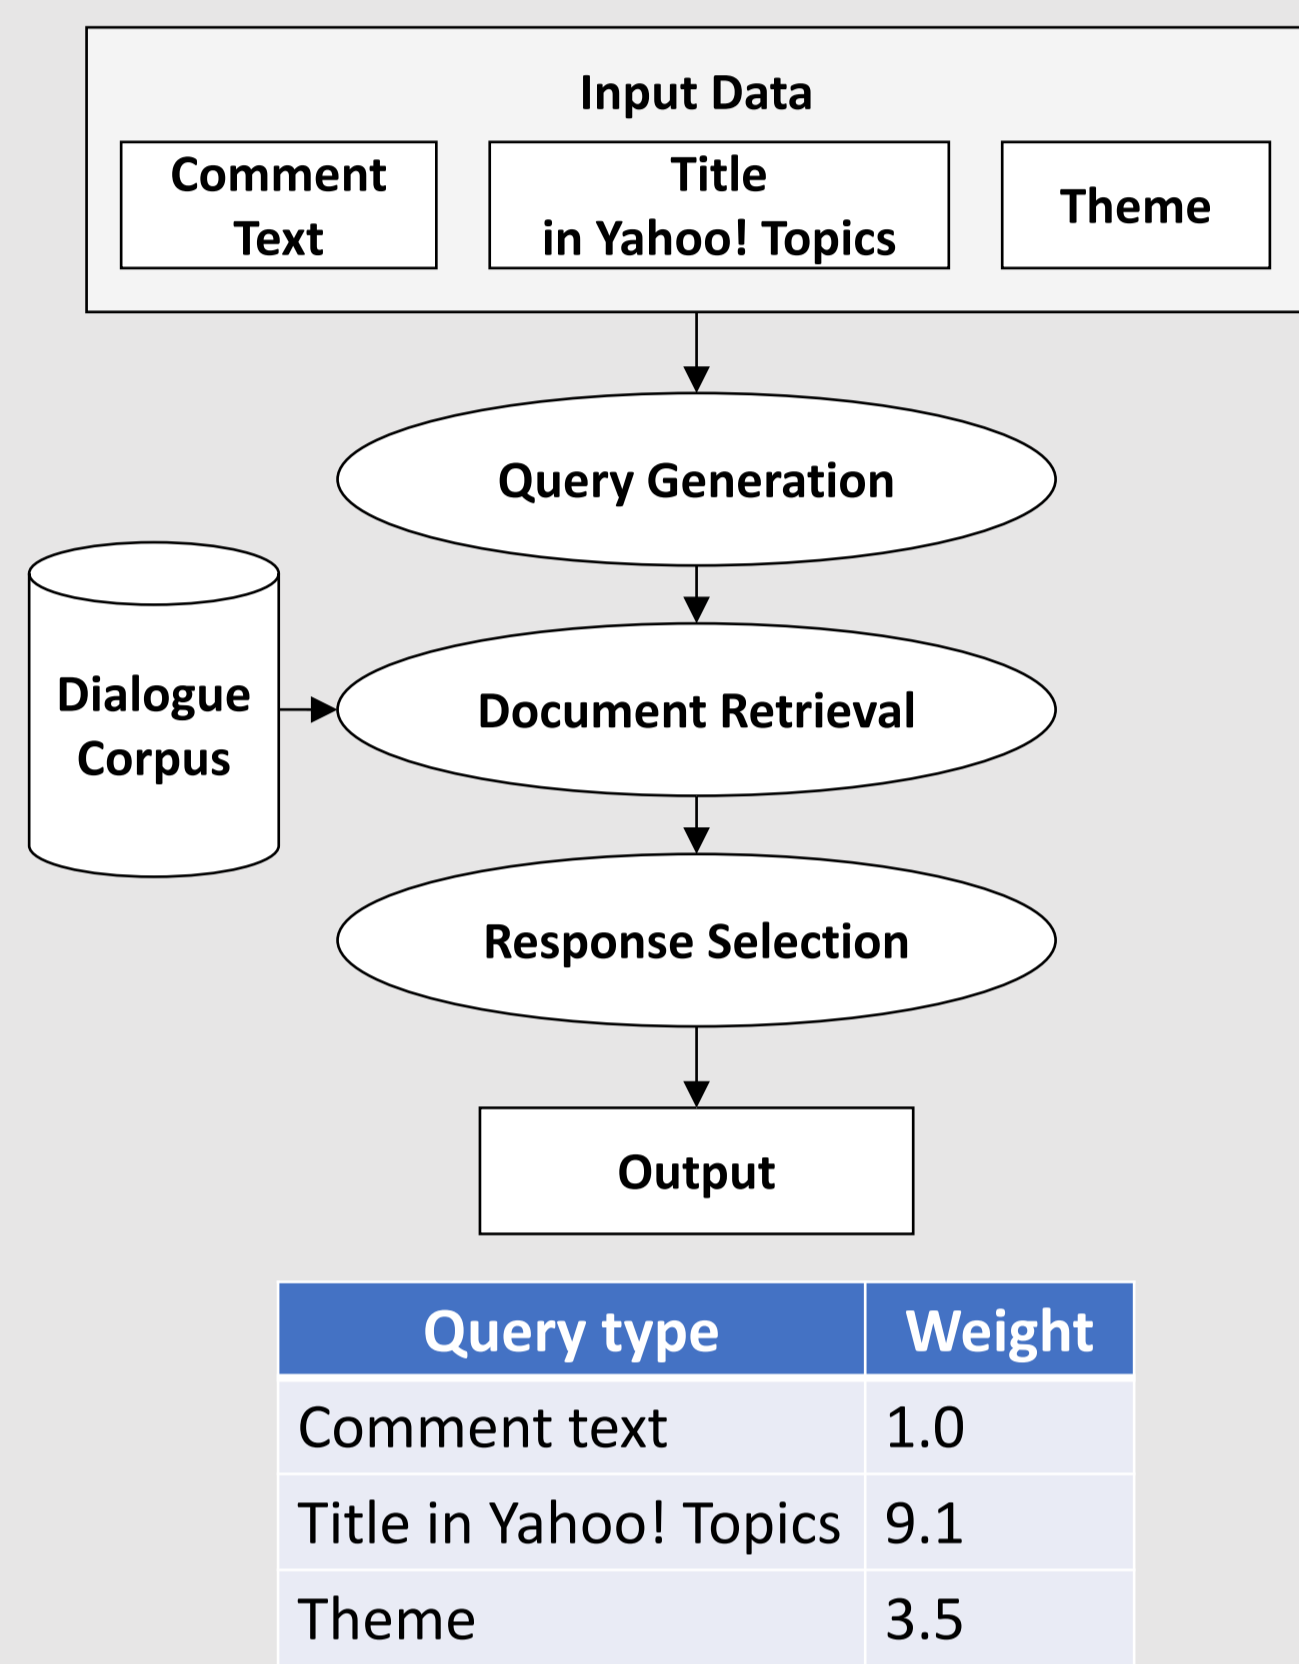 Input Data
Comment
Text
Title
in Yahoo! Topics
Theme
Query Generation
Dialogue
Corpus
Document Retrieval
Response Selection
Output
Query type Weight
Comment text 1.0
Title in Yahoo! Topics 9.1
Theme 3.5